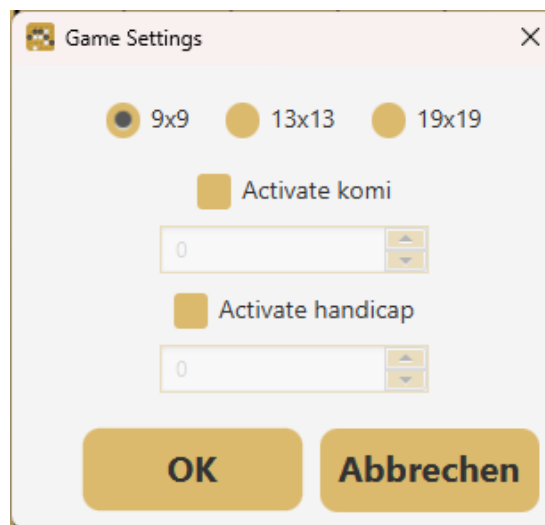 Game Settings
9x9 13x13 19x19
Activate komi
0
Activate handicap
0
OK Abbrechen